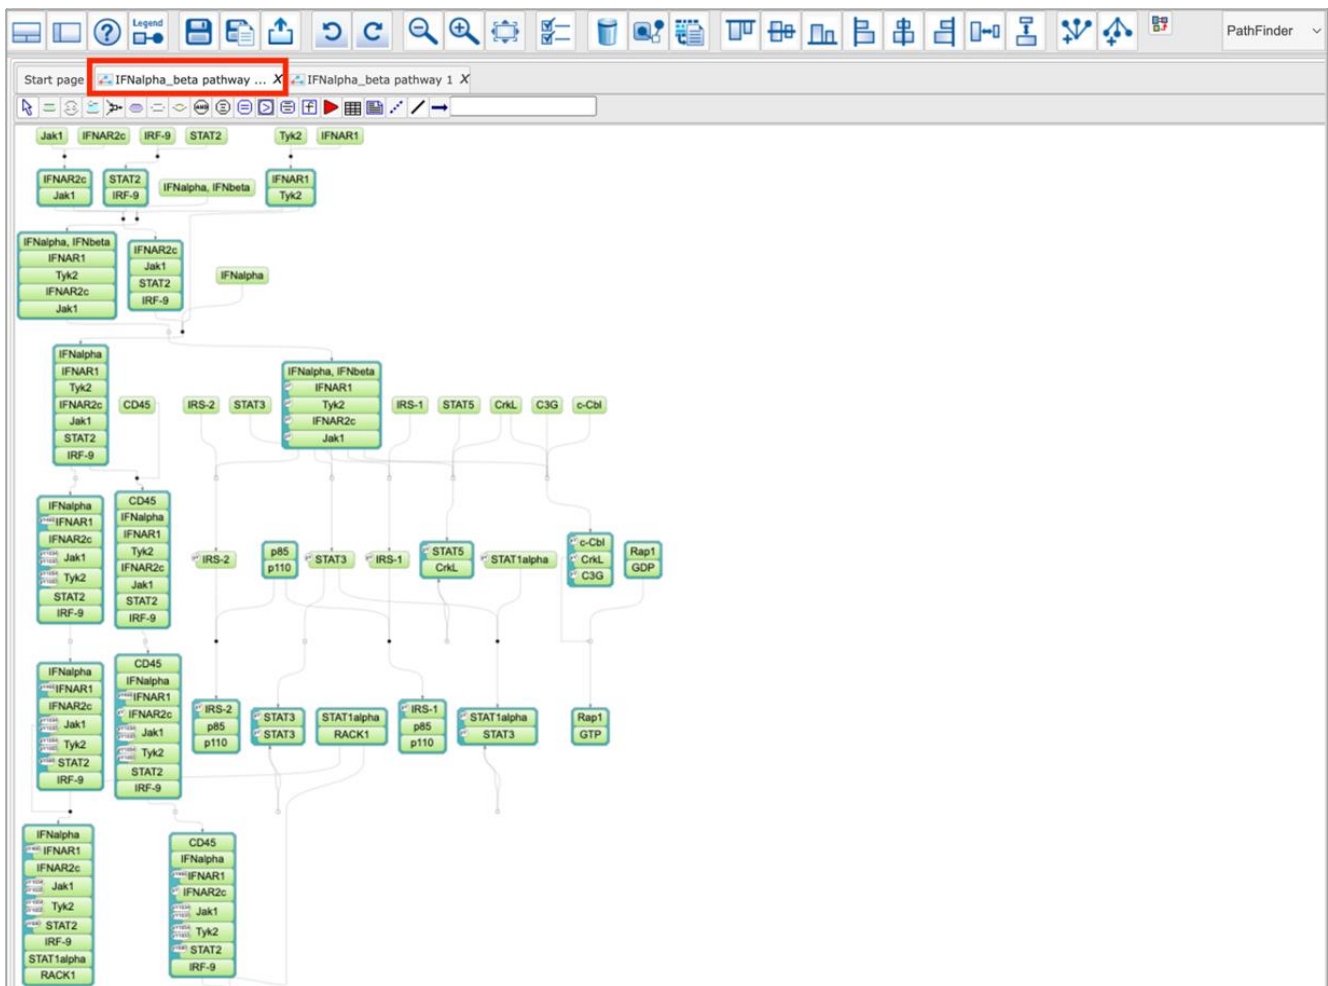 Legend
PathFinder
Start page
IFNalpha_beta pathway ... X
IFNalpha_beta pathway 1 X
Jak1 IFNAR2c IRF-9 STAT2 Tyk2 IFNAR1
IFNAR2c
Jak1
STAT2
IRF-9
IFNalpha, IFNbeta
IFNAR1
Tyk2
IFNalpha, IFNbeta
IFNAR1
Tyk2
IFNAR2c
Jak1
IFNAR2c
Jak1
STAT2
IRF-9
IFNalpha
IFNalpha
IFNAR1
Tyk2
IFNAR2c
Jak1
STAT2
IRF-9
CD45
IRS-2
STAT3
IFNalpha, IFNbeta
IFNAR1
Tyk2
IFNAR2c
Jak1
IRS-1
STAT5
CrkL
C3G
c-Cbl
IFNalpha
IFNAR1
IFNAR2c
Jak1
Tyk2
STAT2
IRF-9
CD45
IFNalpha
IFNAR1
Tyk2
IFNAR2c
Jak1
STAT2
IRF-9
IRS-2
p85
p110
STAT3
IRS-1
STAT5
CrkL
STAT1alpha
c-Cbl
CrkL
C3G
Rap1
GDP
IFNalpha
IFNAR1
IFNAR2c
Jak1
Tyk2
STAT2
IRF-9
CD45
IFNalpha
IFNAR1
IFNAR2c
Jak1
Tyk2
STAT2
IRF-9
IRS-2
p85
p110
STAT3
STAT3
STAT1alpha
RACK1
IRS-1
p85
p110
STAT1alpha
STAT3
Rap1
GTP
IFNalpha
IFNAR1
IFNAR2c
Jak1
Tyk2
STAT2
IRF-9
STAT1alpha
RACK1
CD45
IFNalpha
IFNAR1
IFNAR2c
Jak1
Tyk2
STAT2
IRF-9